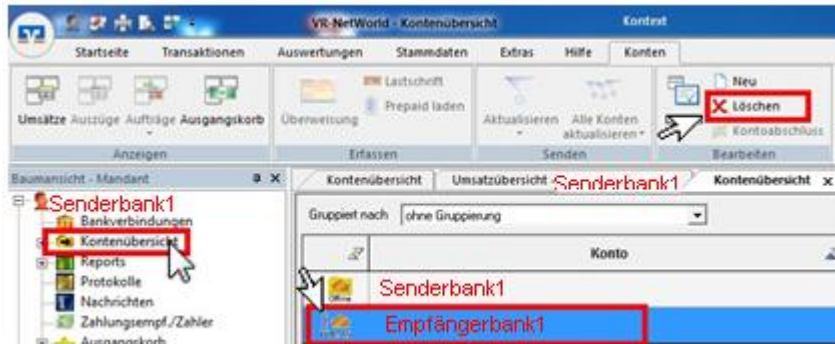 VR-NetWorld - Kontenübersicht
Kontext
Startseite Transaktionen Auswertungen Stammdaten Extras Hilfe Konten
Umsätze Auszüge Aufträge Ausgangskorb
Überweisung
Lastschrift
Prepaid laden
Aktualisieren
Alle Konten aktualisieren
Neu
Löschen
Kontoabschluss
Anzeigen Erfassen Senden Bearbeiten
Baumansicht - Mandant
Kontenübersicht Umsatzübersicht Senderbank1 Kontenübersicht x
Senderbank1
Bankverbindungen
Kontenübersicht
Reports
Protokolle
Nachrichten
Zahlungsempf./Zahler
Ausgangskorb
Gruppiert nach ohne Gruppierung
Konto
Offline
Senderbank1
Empfängerbank1